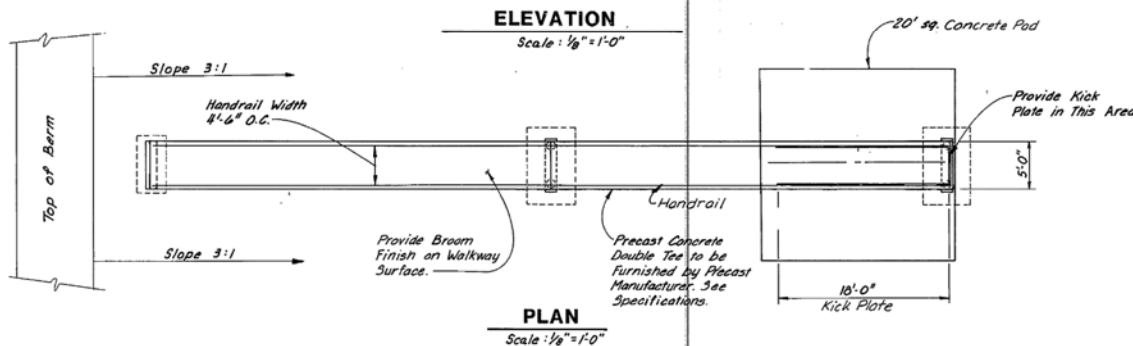 ELEVATION
Scale : 1/8" = 1'-0"
20' sq. Concrete Pad
Slope 3:1
Handrail Width
4'-6" O.C.
Provide Kick
Plate in This Area
Top of Berm
5'-0"
Handrail
Slope 3:1
Provide Broom
Finish on Walkway
Surface.
Precast Concrete
Double Tee to be
Furnished by Precast
Manufacturer. See
Specifications.
18'-0"
Kick Plate
PLAN
Scale : 1/8" = 1'-0"